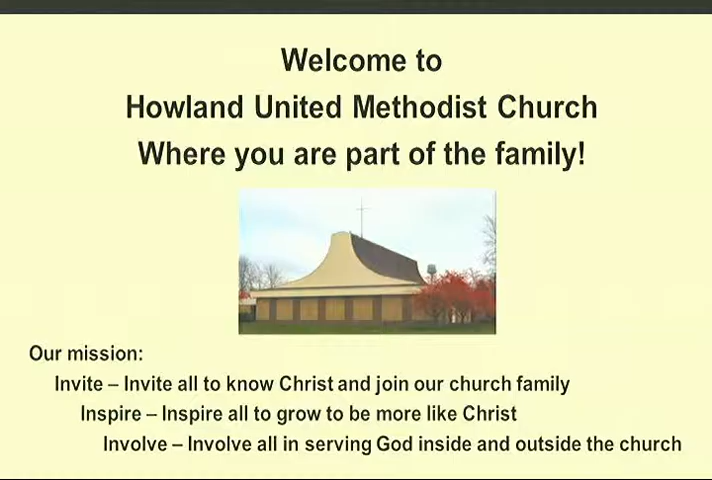 Welcome to
Howland United Methodist Church
Where you are part of the family!
Our mission:
Invite – Invite all to know Christ and join our church family
Inspire – Inspire all to grow to be more like Christ
Involve – Involve all in serving God inside and outside the church